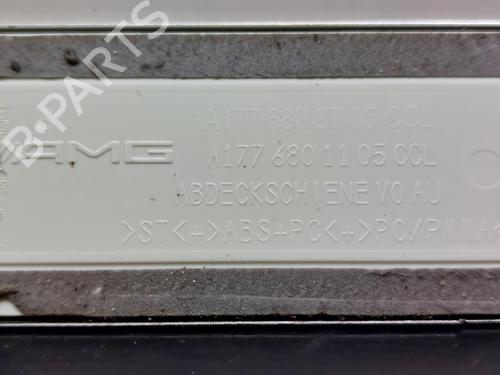 A177 680 97 05 CCL
AMG
A177 680 11 05 CCL
ABDECKSCHIENE VO AU
>ST<+>ABS+PC<+>PC/PMMA<
B-PARTS